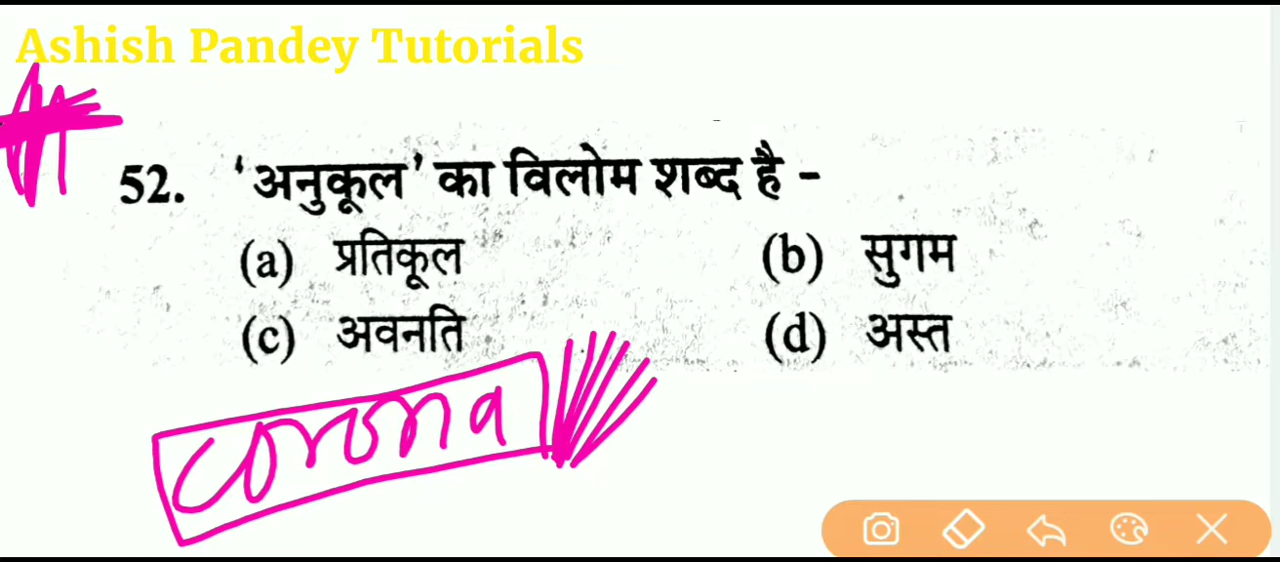 Ashish Pandey Tutorials
52. 'अनुकूल' का विलोम शब्द है -
(a) प्रतिकूल (b) सुगम
(c) अवनति (d) अस्त
corona